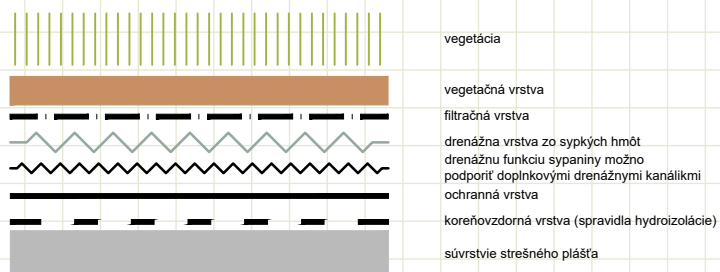 vegetácia
vegetačná vrstva
filtračná vrstva
drenážna vrstva zo sypkých hmôt
drenážnu funkciu sypaniny možno
podporiť doplnkovými drenážnymi kanálikmi
ochranná vrstva
koreňovzdorná vrstva (spravidla hydroizolácie)
súvrstvie strešného plášťa